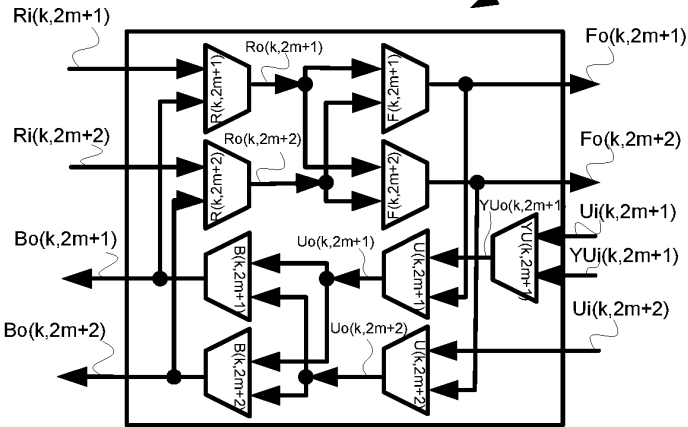 Ri(k,2m+1)
Fo(k,2m+1)
Ro(k,2m+1)
R(k,2m+1)
F(k,2m+1)
Ri(k,2m+2)
Ro(k,2m+2)
Fo(k,2m+2)
R(k,2m+2)
F(k,2m+2)
YUo(k,2m+1)
Ui(k,2m+1)
Bo(k,2m+1)
B(k,2m+1)
Uo(k,2m+1)
U(k,2m+1)
YU(k,2m+1)
YUi(k,2m+1)
Bo(k,2m+2)
B(k,2m+2)
Uo(k,2m+2)
U(k,2m+2)
Ui(k,2m+2)